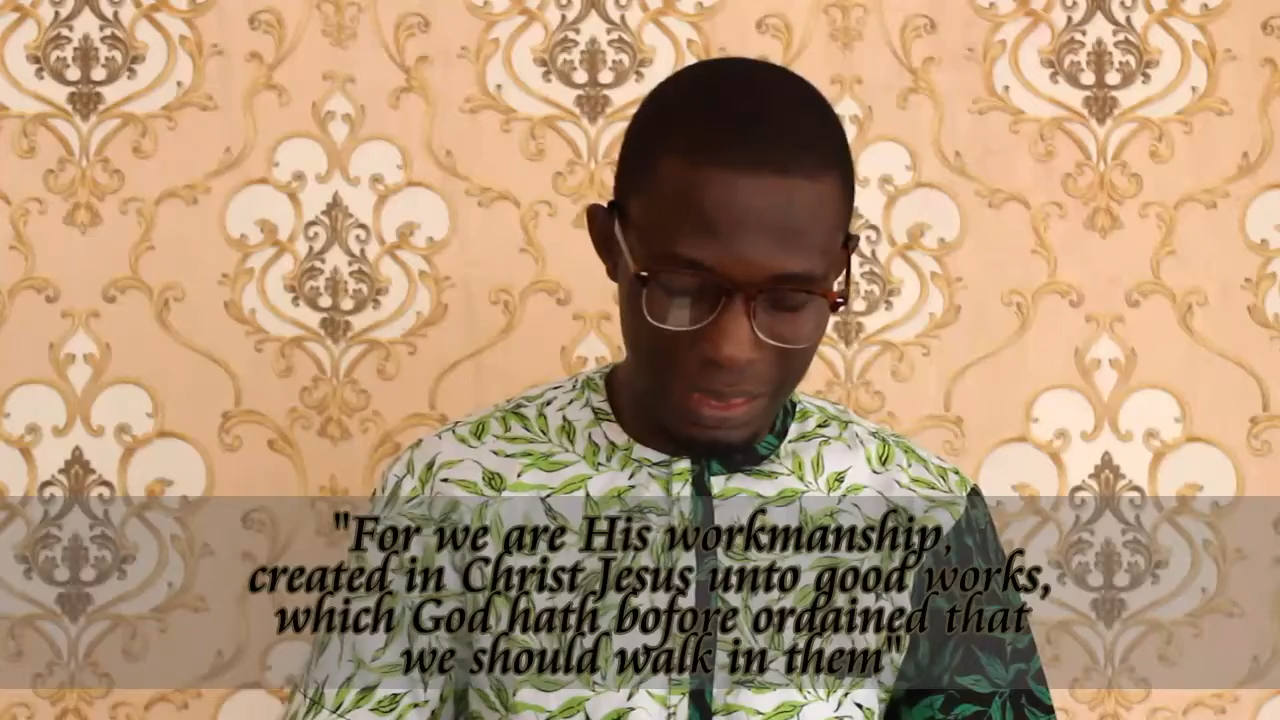 "For we are His workmanship,
created in Christ Jesus unto good works,
which God hath bofore ordained that
we should walk in them"